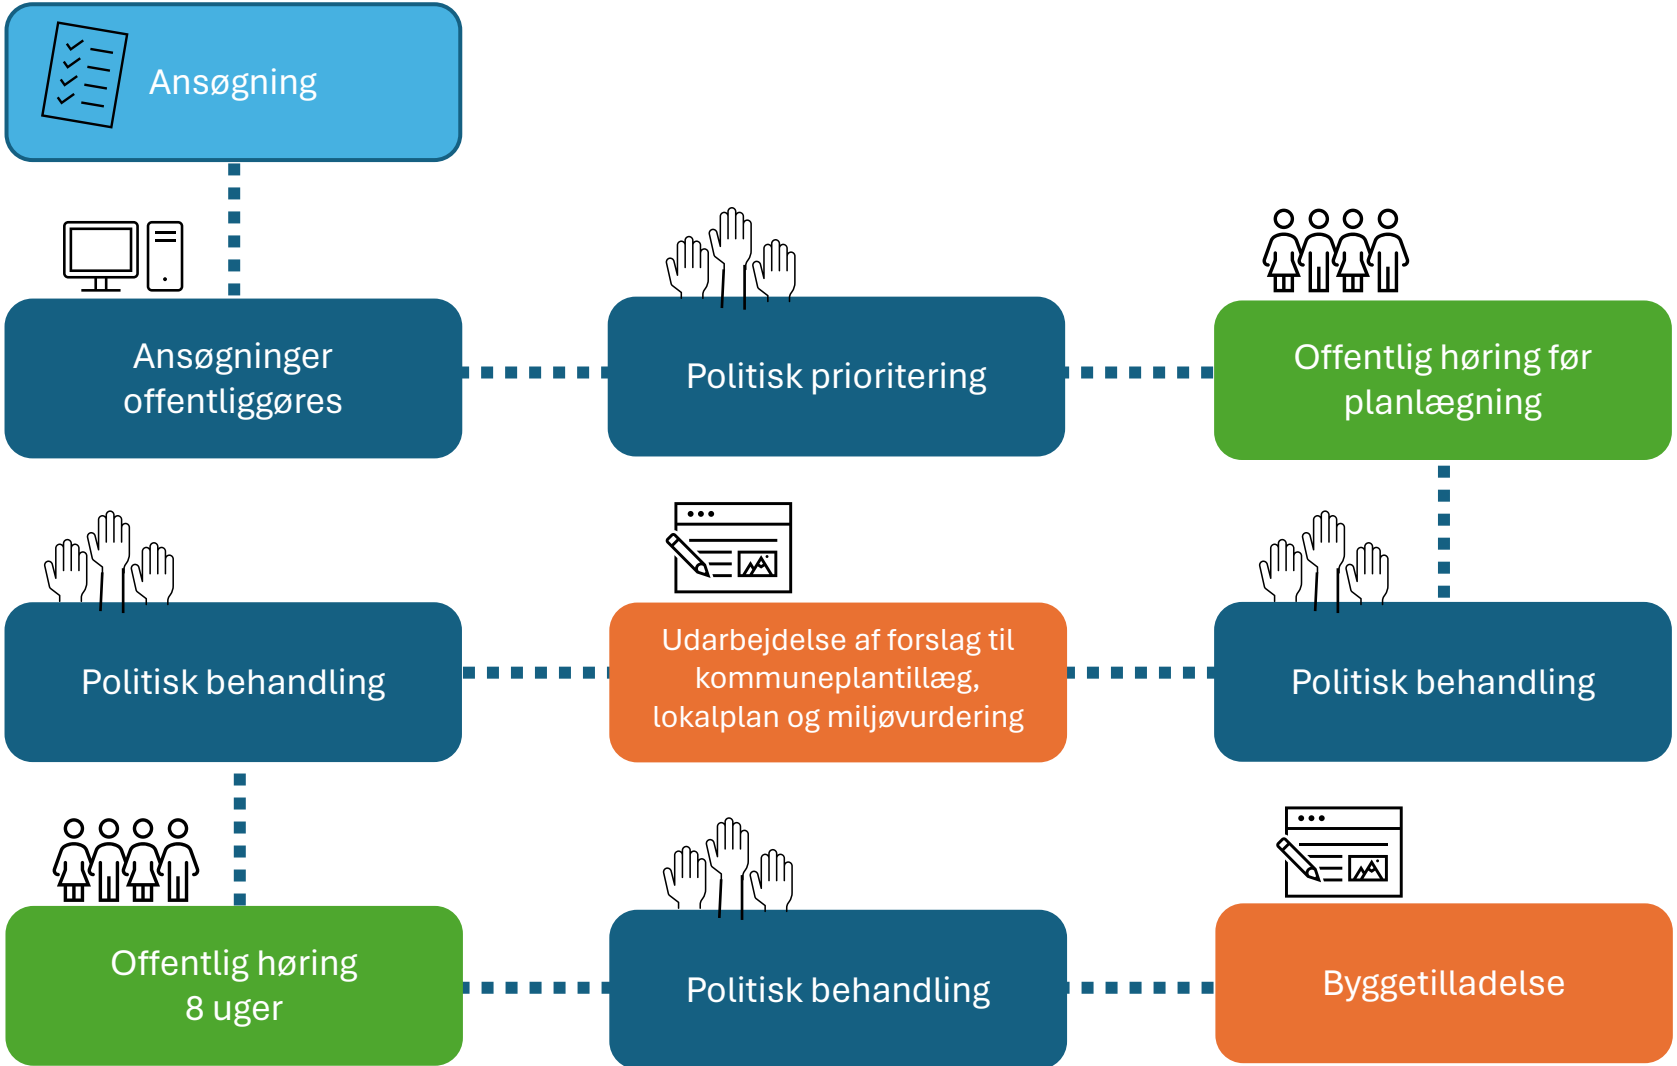 Ansøgning
Ansøgninger
offentliggøres
Politisk prioritering
Offentlig høring før
planlægning
Politisk behandling
Udarbejdelse af forslag til
kommuneplantillæg,
lokalplan og miljøvurdering
Politisk behandling
Offentlig høring
8 uger
Politisk behandling
Byggetilladelse